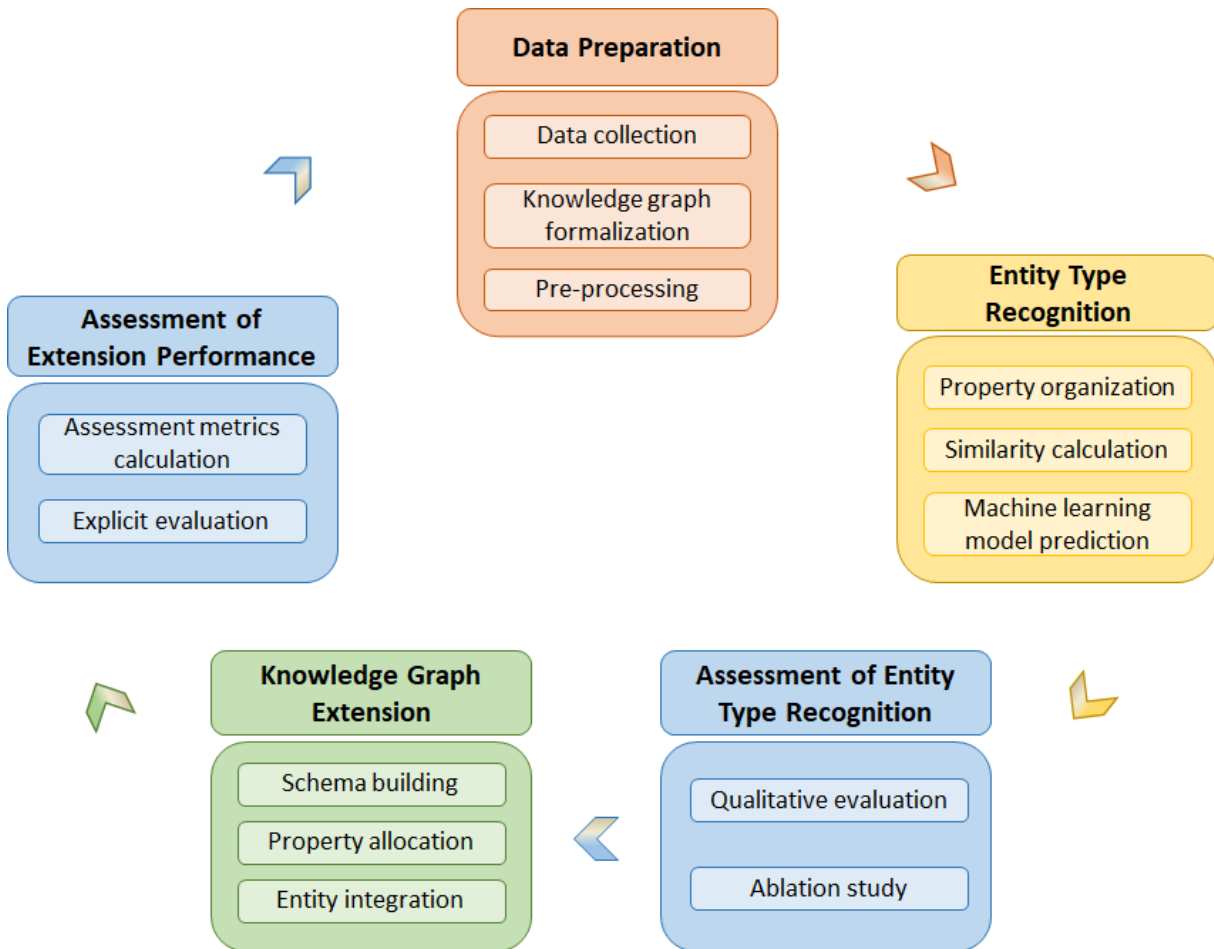 Data Preparation
Data collection
Knowledge graph
formalization
Pre-processing
Entity Type
Recognition
Property organization
Similarity calculation
Machine learning
model prediction
Assessment of Entity
Type Recognition
Qualitative evaluation
Ablation study
Knowledge Graph
Extension
Schema building
Property allocation
Entity integration
Assessment of
Extension Performance
Assessment metrics
calculation
Explicit evaluation